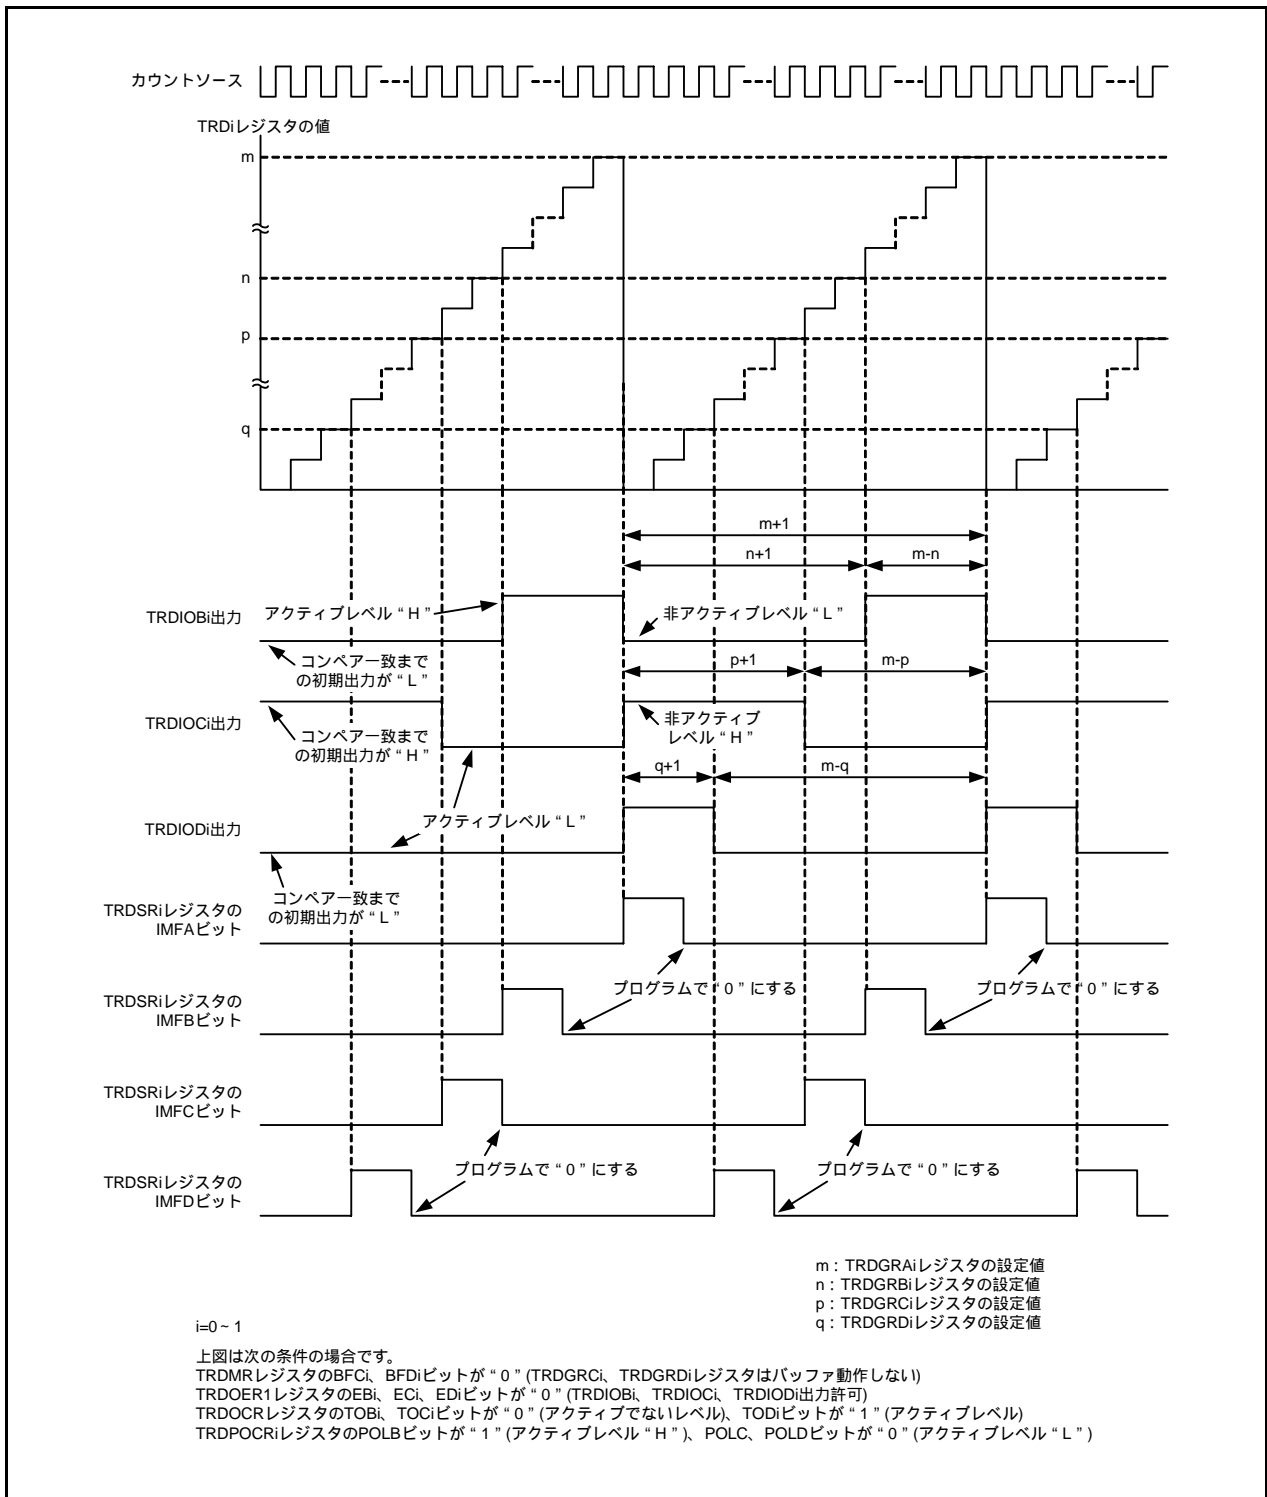 カウントソース
TRDiレジスタの値
m
n
p
q
m+1
n+1
m-n
TRDIOBi出力
アクティブレベル“H”
非アクティブレベル“L”
コンペア一致まで
の初期出力が“L”
p+1
m-p
TRDIOCi出力
コンペア一致まで
の初期出力が“H”
非アクティブ
レベル“H”
q+1
m-q
TRDIODi出力
アクティブレベル“L”
コンペア一致まで
の初期出力が“L”
TRDSRiレジスタの
IMFAビット
プログラムで“0”にする
プログラムで“0”にする
TRDSRiレジスタの
IMFBビット
TRDSRiレジスタの
IMFCビット
プログラムで“0”にする
プログラムで“0”にする
TRDSRiレジスタの
IMFDビット
m：TRDGRAiレジスタの設定値
n：TRDGRBiレジスタの設定値
p：TRDGRCiレジスタの設定値
q：TRDGRDiレジスタの設定値
i=0~1
上図は次の条件の場合です。
TRDMRレジスタのBFCi、BFDiビットが“0”(TRDGRCi、TRDGRDiレジスタはバッファ動作しない)
TRDOER1レジスタのEBi、ECi、EDiビットが“0”(TRDIOBi、TRDIOCi、TRDIODi出力許可)
TRDOCRレジスタのTOBi、TOCiビットが“0”(アクティブでないレベル)、TODiビットが“1”(アクティブレベル)
TRDPOCRiレジスタのPOLBビットが“1”(アクティブレベル“H”)、POLC、POLDビットが“0”(アクティブレベル“L”)